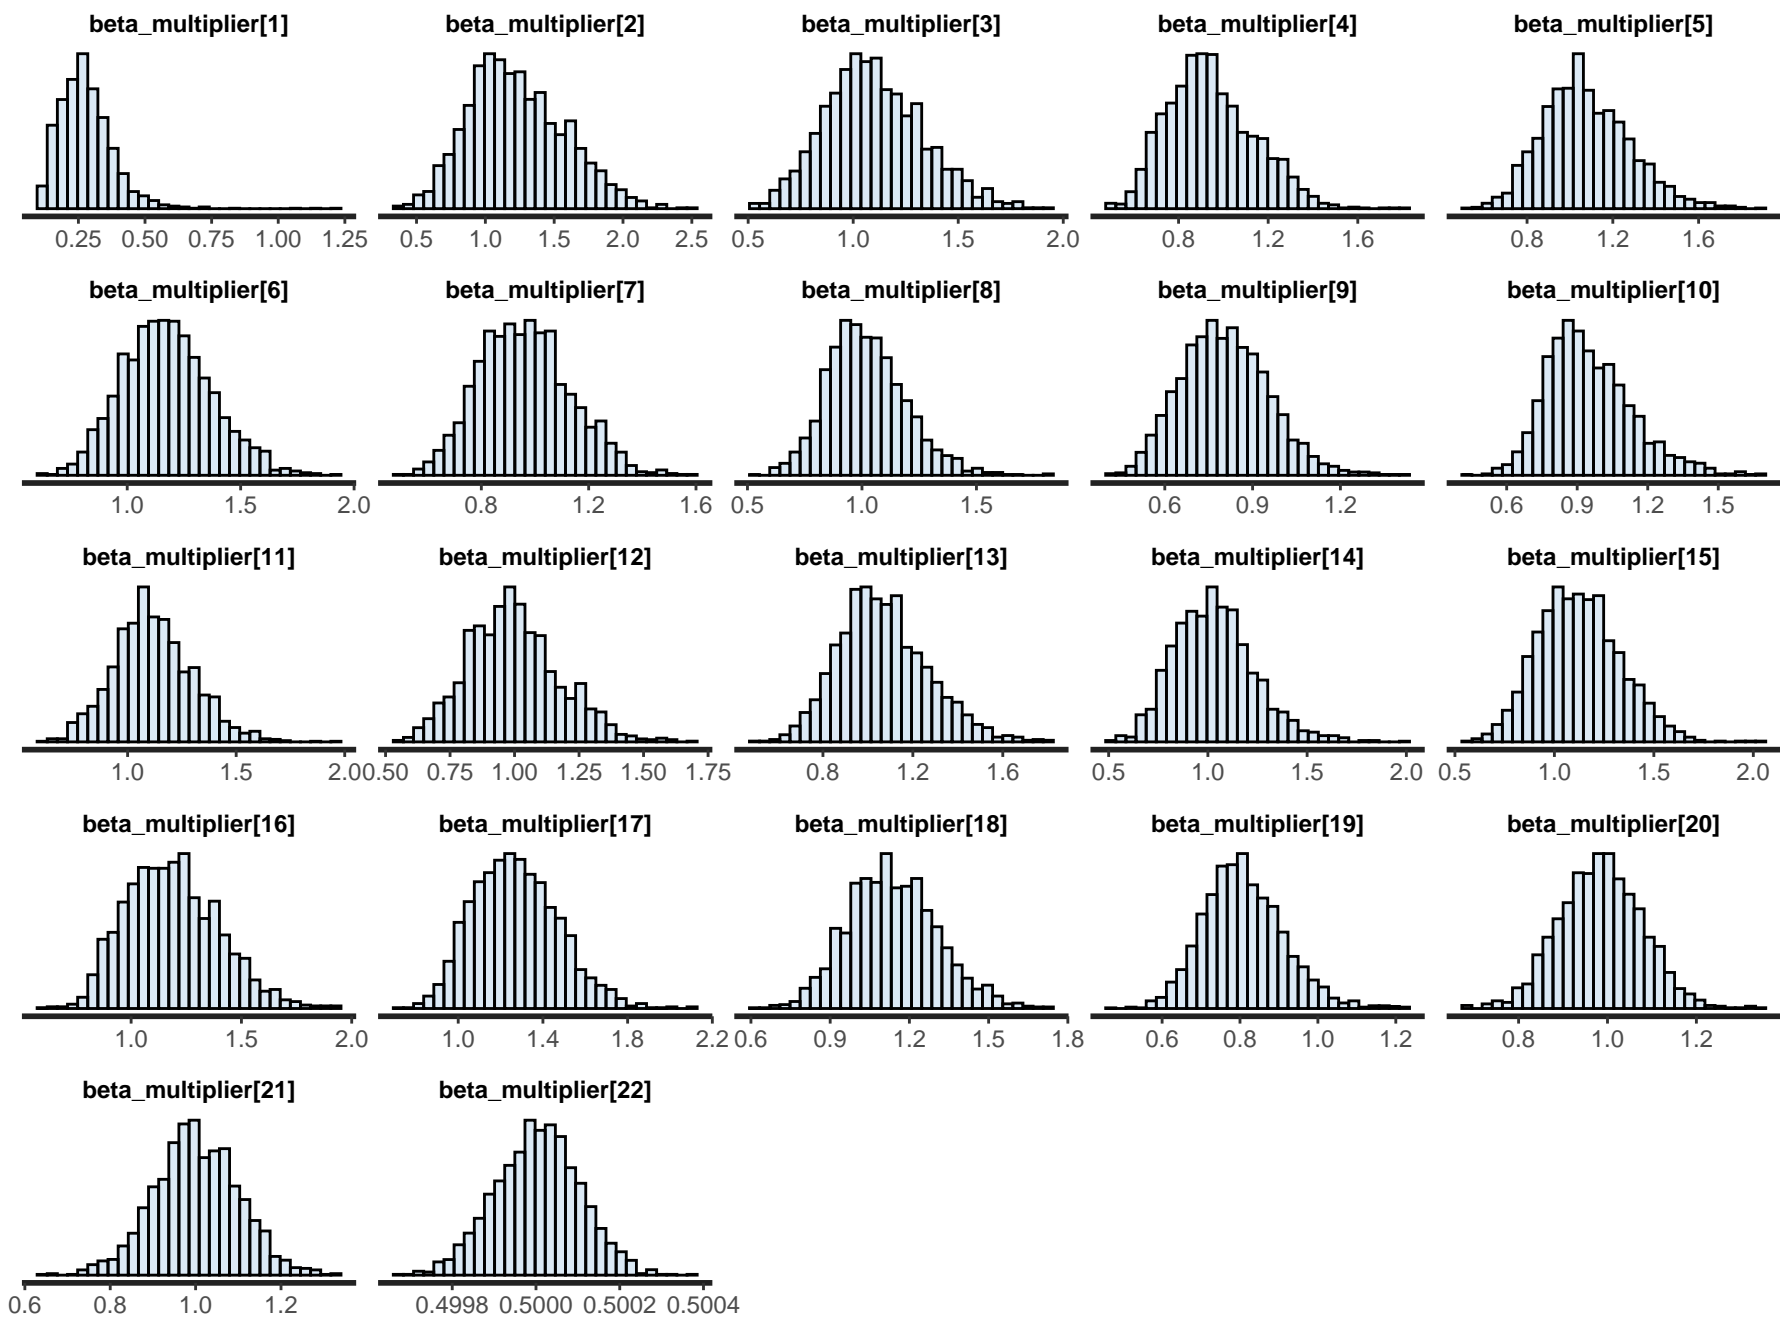 beta_multiplier[1] beta_multiplier[2] beta_multiplier[3] beta_multiplier[4] beta_multiplier[5]
0.25 0.50 0.75 1.00 1.25 0.5 1.0 1.5 2.0 2.5 0.5 1.0 1.5 2.0 0.8 1.2 1.6 0.8 1.2 1.6
beta_multiplier[6] beta_multiplier[7] beta_multiplier[8] beta_multiplier[9] beta_multiplier[10]
1.0 1.5 2.0 0.8 1.2 1.6 0.5 1.0 1.5 0.6 0.9 1.2 0.6 0.9 1.2 1.5
beta_multiplier[11] beta_multiplier[12] beta_multiplier[13] beta_multiplier[14] beta_multiplier[15]
1.0 1.5 2.0 0.50 0.75 1.00 1.25 1.50 1.75 0.8 1.2 1.6 0.5 1.0 1.5 2.0 0.5 1.0 1.5 2.0
beta_multiplier[16] beta_multiplier[17] beta_multiplier[18] beta_multiplier[19] beta_multiplier[20]
1.0 1.5 2.0 1.0 1.4 1.8 2.2 0.6 0.9 1.2 1.5 1.8 0.6 0.8 1.0 1.2 0.8 1.0 1.2
beta_multiplier[21] beta_multiplier[22]
0.6 0.8 1.0 1.2 0.4998 0.5000 0.5002 0.5004